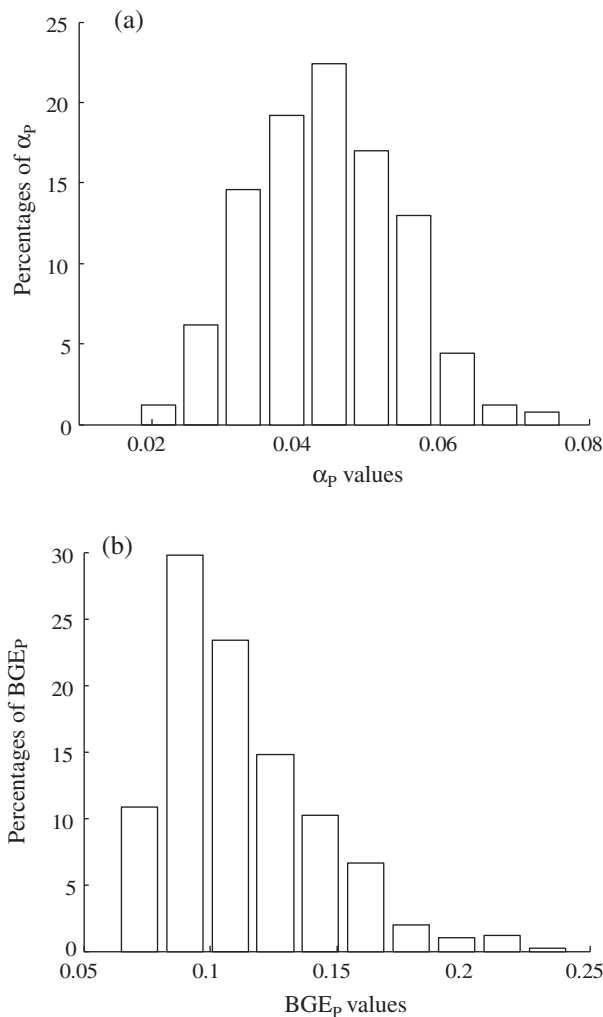 (a)
Percentages of αP
25
20
15
10
5
0
0.02 0.04 0.06 0.08
αP values
(b)
Percentages of BGEP
30
25
20
15
10
5
0
0.05 0.1 0.15 0.2 0.25
BGEP values